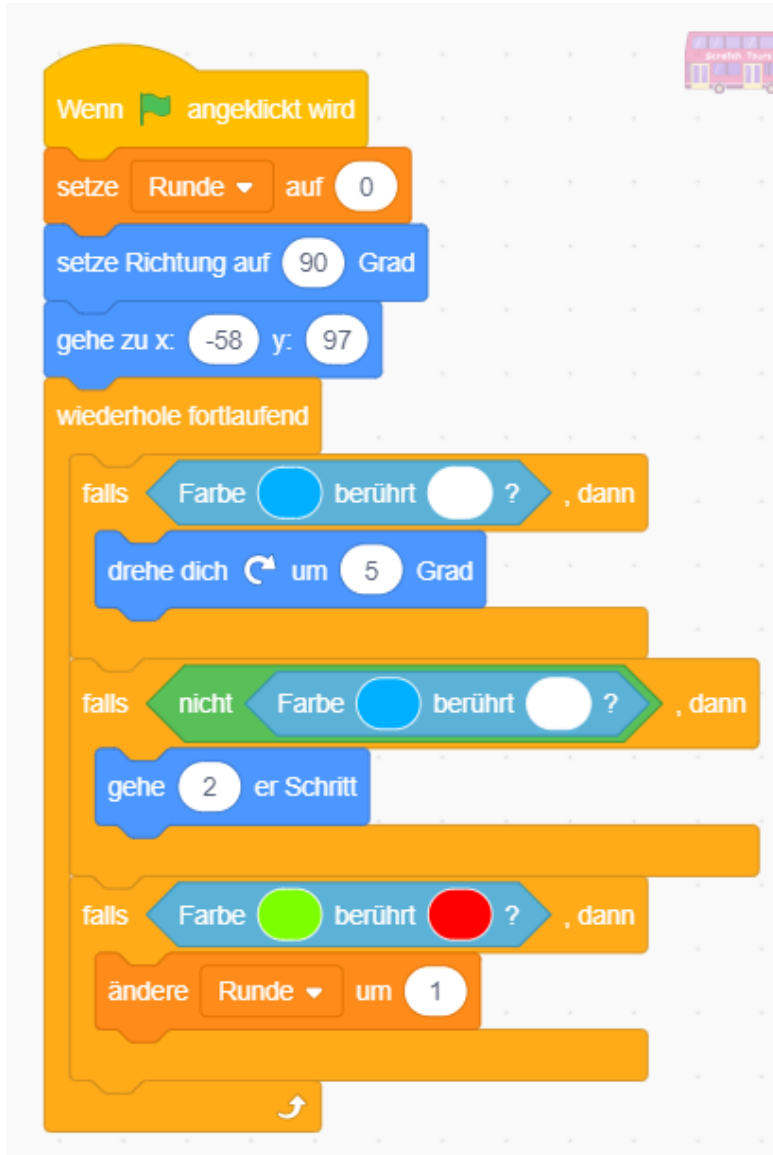 Scratch Tours
Wenn angeklickt wird
setze Runde auf 0
setze Richtung auf 90 Grad
gehe zu x: -58 y: 97
wiederhole fortlaufend
falls Farbe berührt ? , dann
drehe dich um 5 Grad
falls nicht Farbe berührt ? , dann
gehe 2 er Schritt
falls Farbe berührt ? , dann
ändere Runde um 1